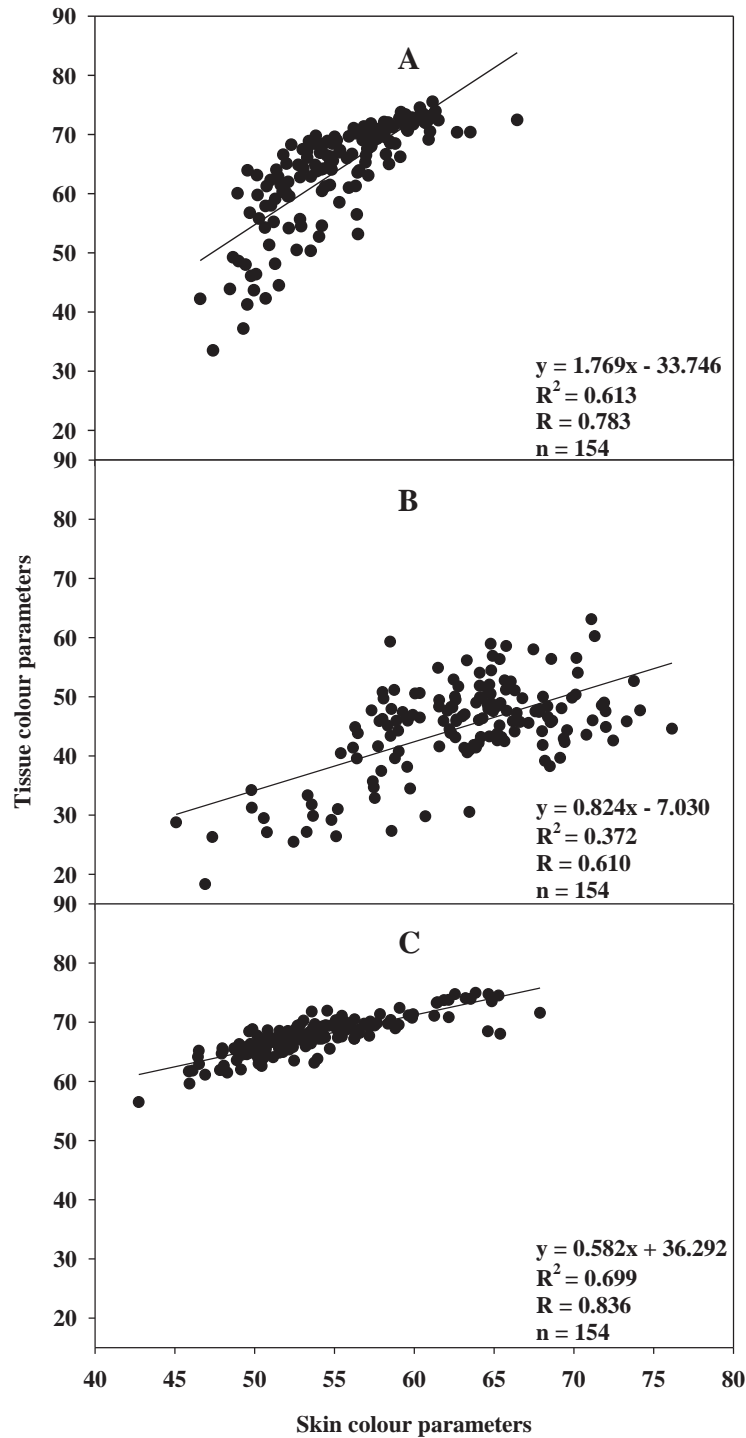 90
A
80
70
60
50
40
30
y = 1.769x - 33.746
R2 = 0.613
R = 0.783
20
n = 154
90
B
80
70
60
50
40
30
y = 0.824x - 7.030
R2 = 0.372
R = 0.610
20
n = 154
90
C
80
70
60
50
40
30
y = 0.582x + 36.292
R2 = 0.699
R = 0.836
20
n = 154
40 45 50 55 60 65 70 75 80
Skin colour parameters
Tissue colour parameters